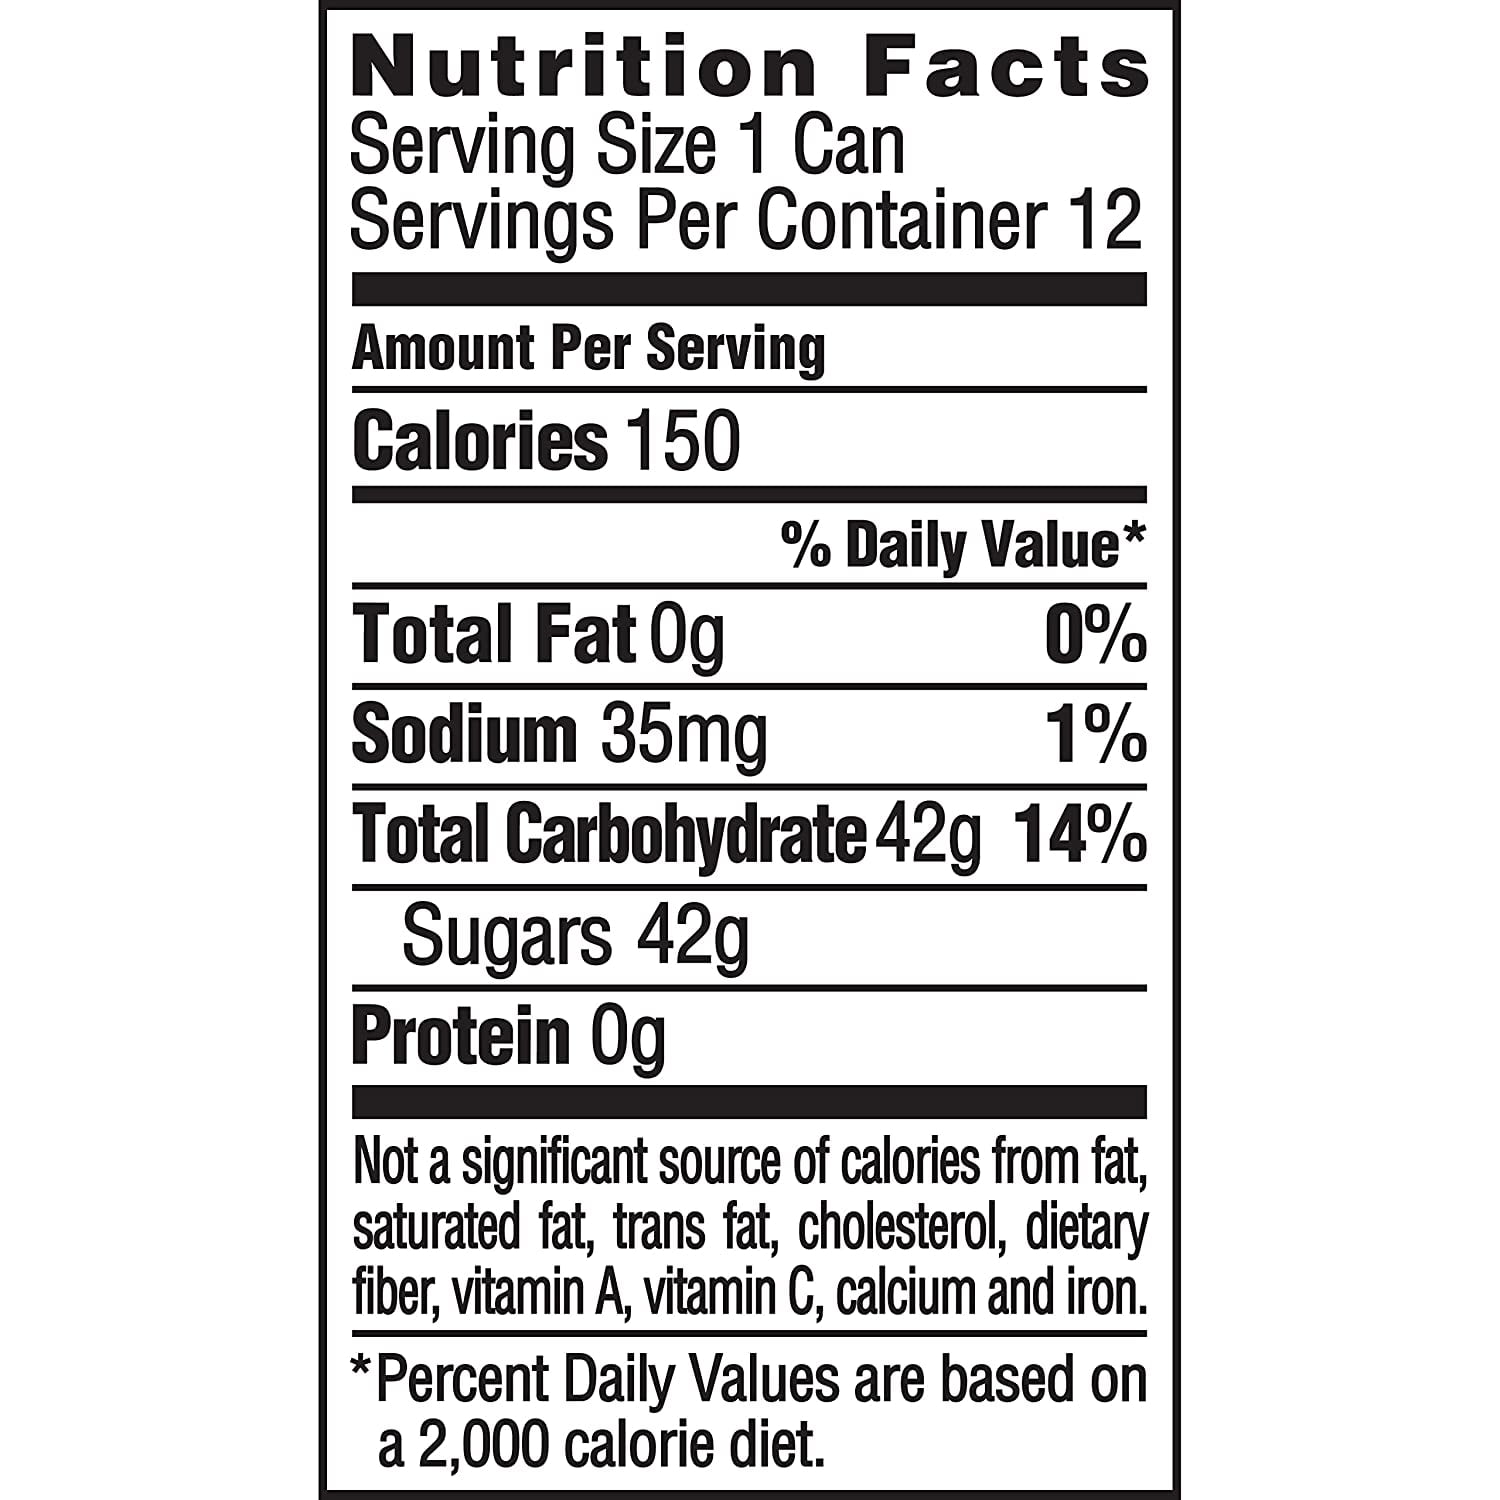 Nutrition Facts
Serving Size 1 Can
Servings Per Container 12
Amount Per Serving
Calories 150
% Daily Value*
Total Fat 0g 0%
Sodium 35mg 1%
Total Carbohydrate 42g 14%
Sugars 42g
Protein 0g
Not a significant source of calories from fat,
saturated fat, trans fat, cholesterol, dietary
fiber, vitamin A, vitamin C, calcium and iron.
*Percent Daily Values are based on
a 2,000 calorie diet.